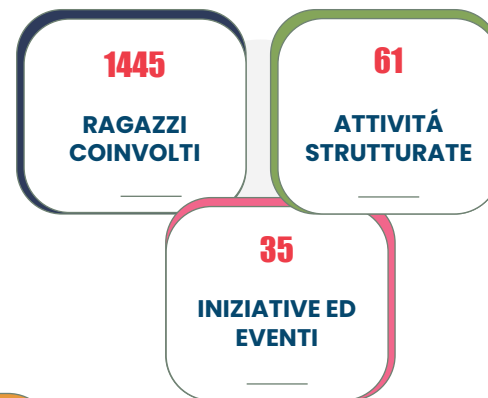 1445
RAGAZZI
COINVOLTI
61
ATTIVITÁ
STRUTTURATE
35
INIZIATIVE ED
EVENTI